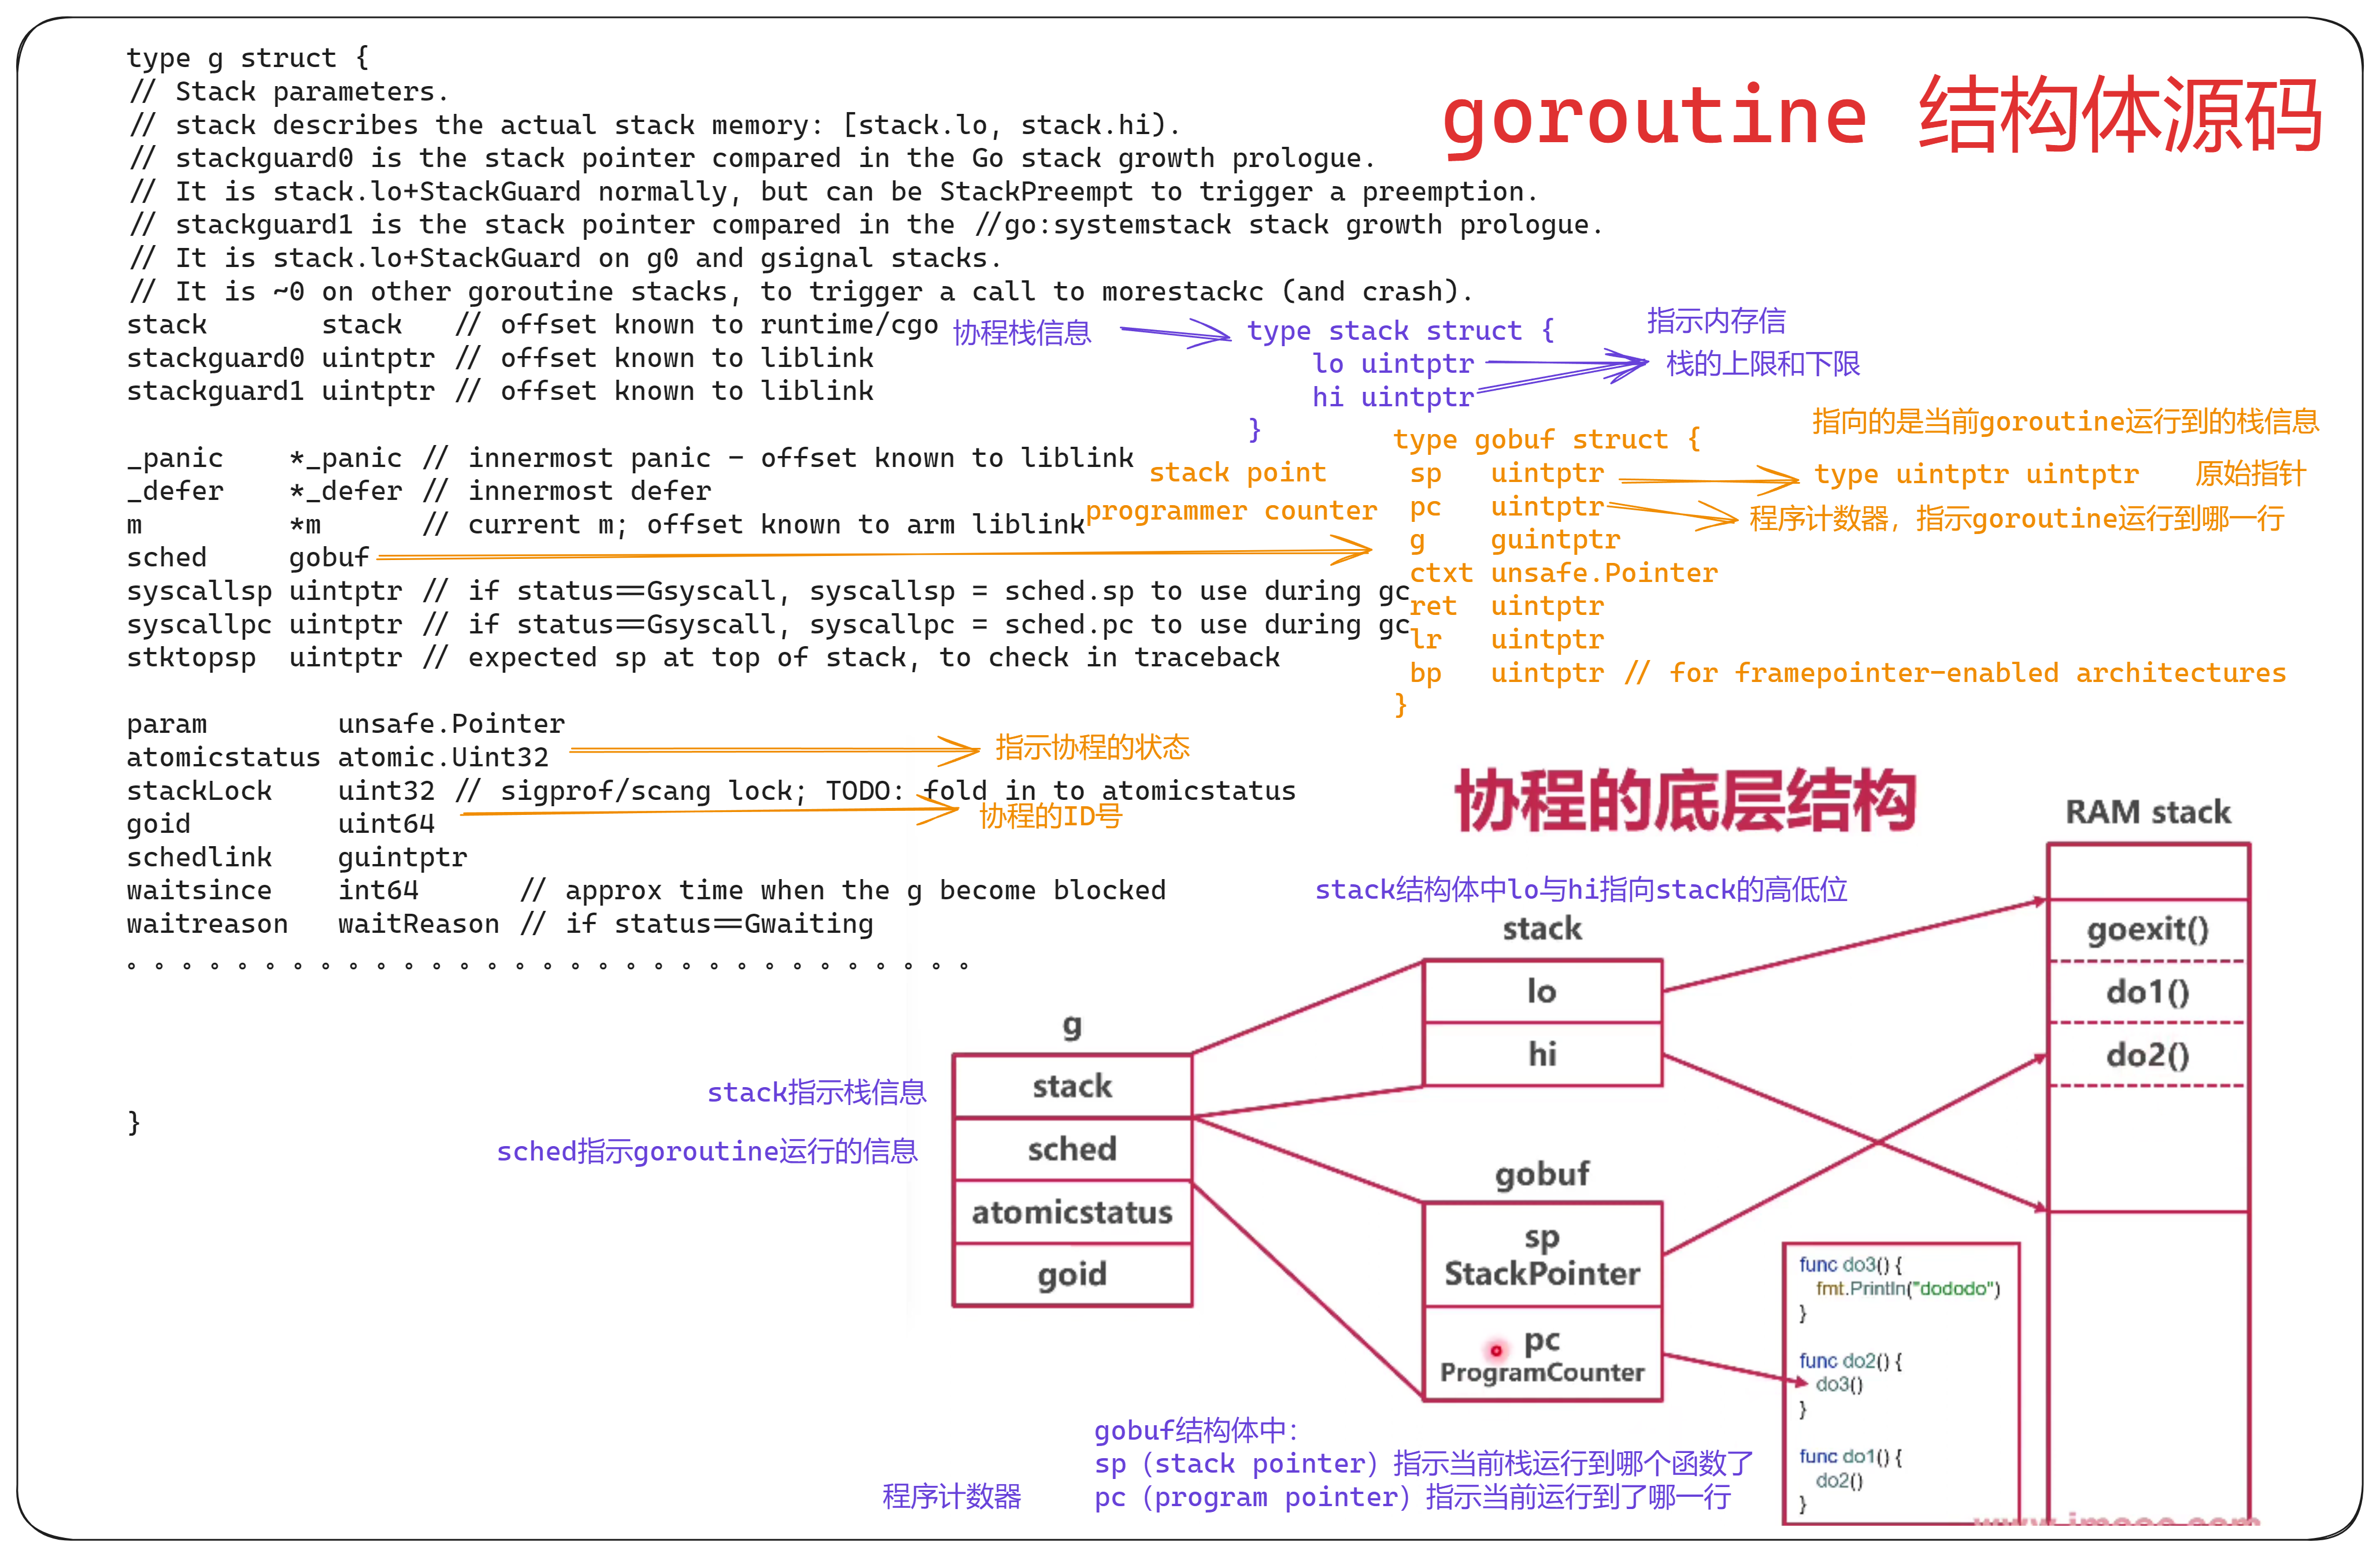 goroutine 结构体源码
type g struct {
// Stack parameters.
// stack describes the actual stack memory: [stack.lo, stack.hi).
// stackguard0 is the stack pointer compared in the Go stack growth prologue.
// It is stack.lo+StackGuard normally, but can be StackPreempt to trigger a preemption.
// stackguard1 is the stack pointer compared in the //go:systemstack stack growth prologue.
// It is stack.lo+StackGuard on g0 and gsignal stacks.
// It is ~0 on other goroutine stacks, to trigger a call to morestackc (and crash).
stack       stack   // offset known to runtime/cgo
stackguard0 uintptr // offset known to liblink
stackguard1 uintptr // offset known to liblink
_panic    *_panic // innermost panic - offset known to liblink
_defer    *_defer // innermost defer
m         *m      // current m; offset known to arm liblink
sched     gobuf
syscallsp uintptr // if status==Gsyscall, syscallsp = sched.sp to use during gc
syscallpc uintptr // if status==Gsyscall, syscallpc = sched.pc to use during gc
stktopsp  uintptr // expected sp at top of stack, to check in traceback
param        unsafe.Pointer
atomicstatus atomic.Uint32
stackLock    uint32 // sigprof/scang lock; TODO: fold in to atomicstatus
goid         uint64
schedlink    guintptr
waitsince    int64      // approx time when the g become blocked
waitreason   waitReason // if status==Gwaiting
。。。。。。。。。。。。。。。。。。。。。。。。。。。。。。。
}
协程栈信息
type stack struct {
lo uintptr
hi uintptr
}
指示内存信
栈的上限和下限
stack point
programmer counter
type gobuf struct {
sp   uintptr
pc   uintptr
g    guintptr
ctxt unsafe.Pointer
ret  uintptr
lr   uintptr
bp   uintptr // for framepointer-enabled architectures
}
指向的是当前goroutine运行到的栈信息
type uintptr uintptr   原始指针
程序计数器，指示goroutine运行到哪一行
指示协程的状态
协程的ID号
协程的底层结构
RAM stack
stack结构体中lo与hi指向stack的高低位
stack
lo
hi
goexit()
do1()
do2()
g
stack
sched
atomicstatus
goid
stack指示栈信息
sched指示goroutine运行的信息
gobuf
sp
StackPointer
pc
ProgramCounter
func do3() {
fmt.Println("dododo")
}
func do2() {
do3()
}
func do1() {
do2()
}
gobuf结构体中：
sp（stack pointer）指示当前栈运行到哪个函数了
程序计数器   pc（program pointer）指示当前运行到了哪一行